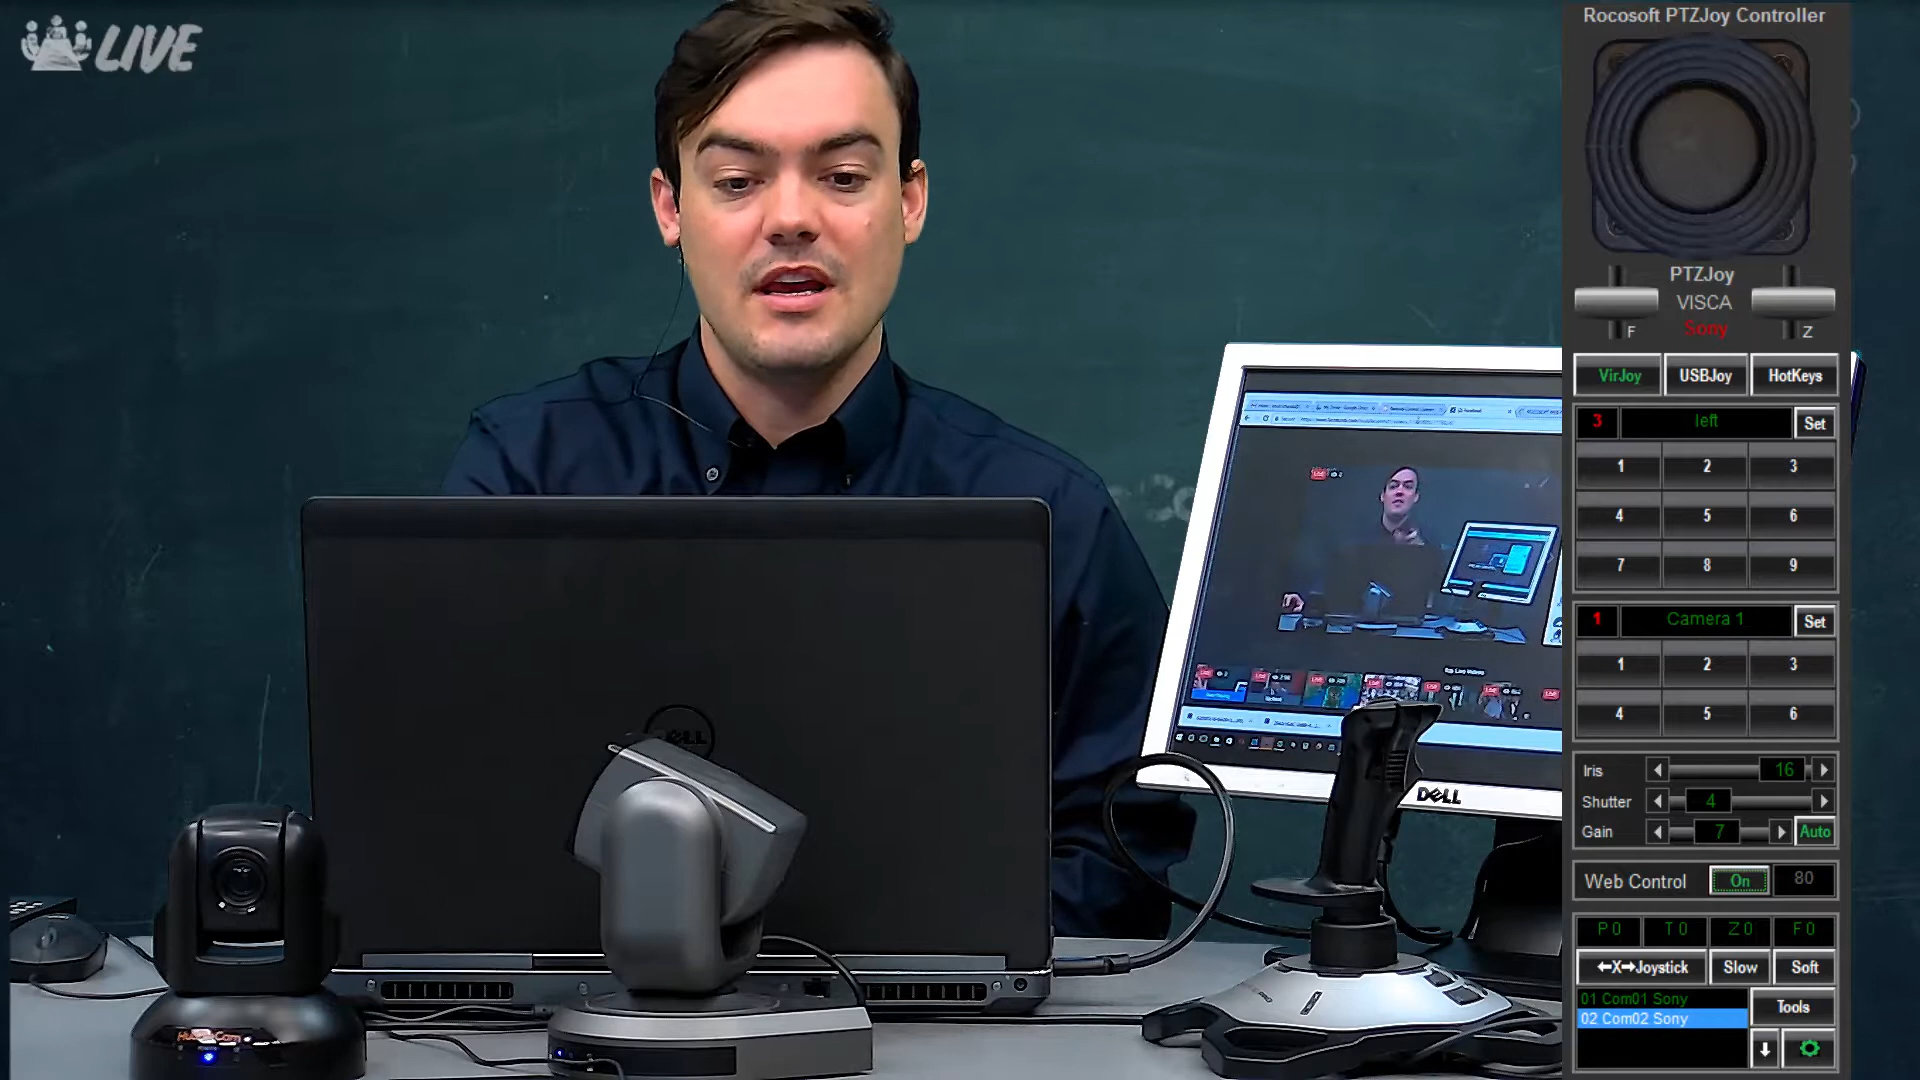 LIVE
Rocosoft PTZJoy Controller
PTZJoy
VISCA
Sony
F
Z
VirJoy USBJoy HotKeys
3 left Set
1 2 3
4 5 6
7 8 9
1 Camera 1 Set
1 2 3
4 5 6
Iris 16
Shutter 4
Gain 7 Auto
Web Control On 80
P 0 T 0 Z 0 F 0
X Joystick Slow Soft
01 Com01 Sony
02 Com02 Sony
Tools
DELL
DELL